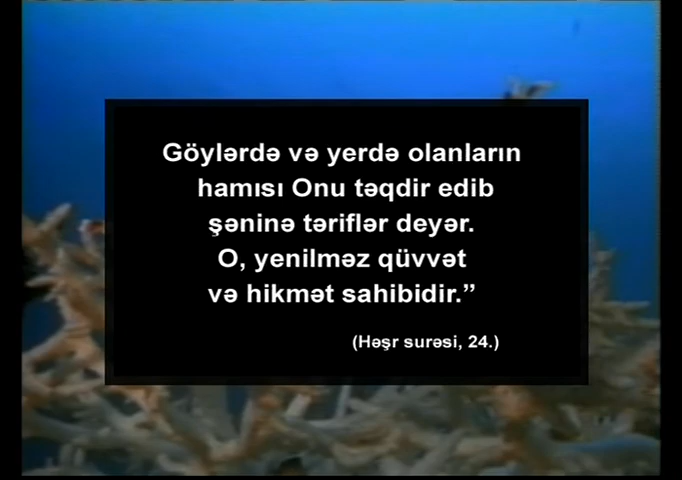 Göylərdə və yerdə olanların
hamısı Onu təqdir edib
şəninə təriflər deyər.
O, yenilməz qüvvət
və hikmət sahibidir.”
(Həşr surəsi, 24.)